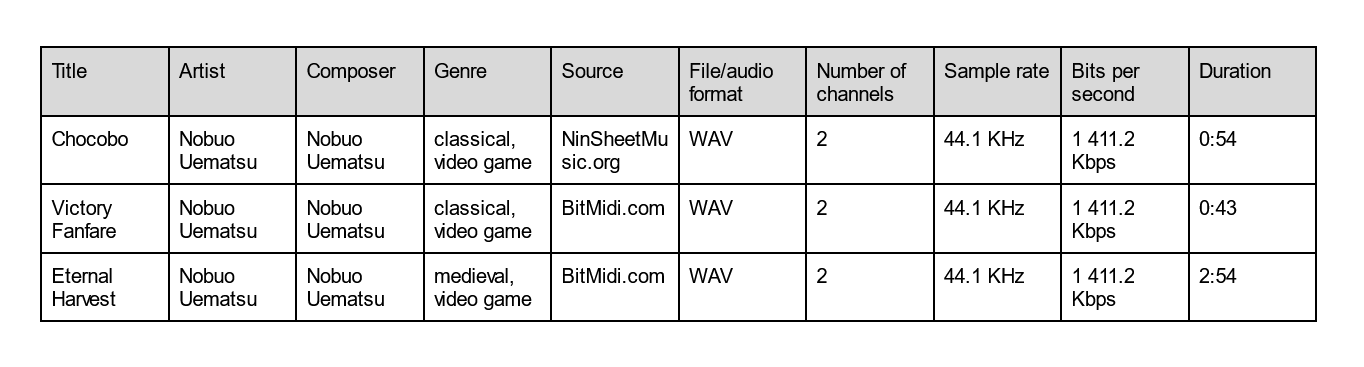 Title
Artist
Composer
Genre
Source
File/audio
format
Number of
channels
Sample rate
Bits per
second
Duration
Chocobo
Nobuo
Uematsu
Nobuo
Uematsu
classical,
video game
NinSheetMu
sic.org
WAV
2
44.1 KHz
1 411.2
Kbps
0:54
Victory
Fanfare
Nobuo
Uematsu
Nobuo
Uematsu
classical,
video game
BitMidi.com
WAV
2
44.1 KHz
1 411.2
Kbps
0:43
Eternal
Harvest
Nobuo
Uematsu
Nobuo
Uematsu
medieval,
video game
BitMidi.com
WAV
2
44.1 KHz
1 411.2
Kbps
2:54